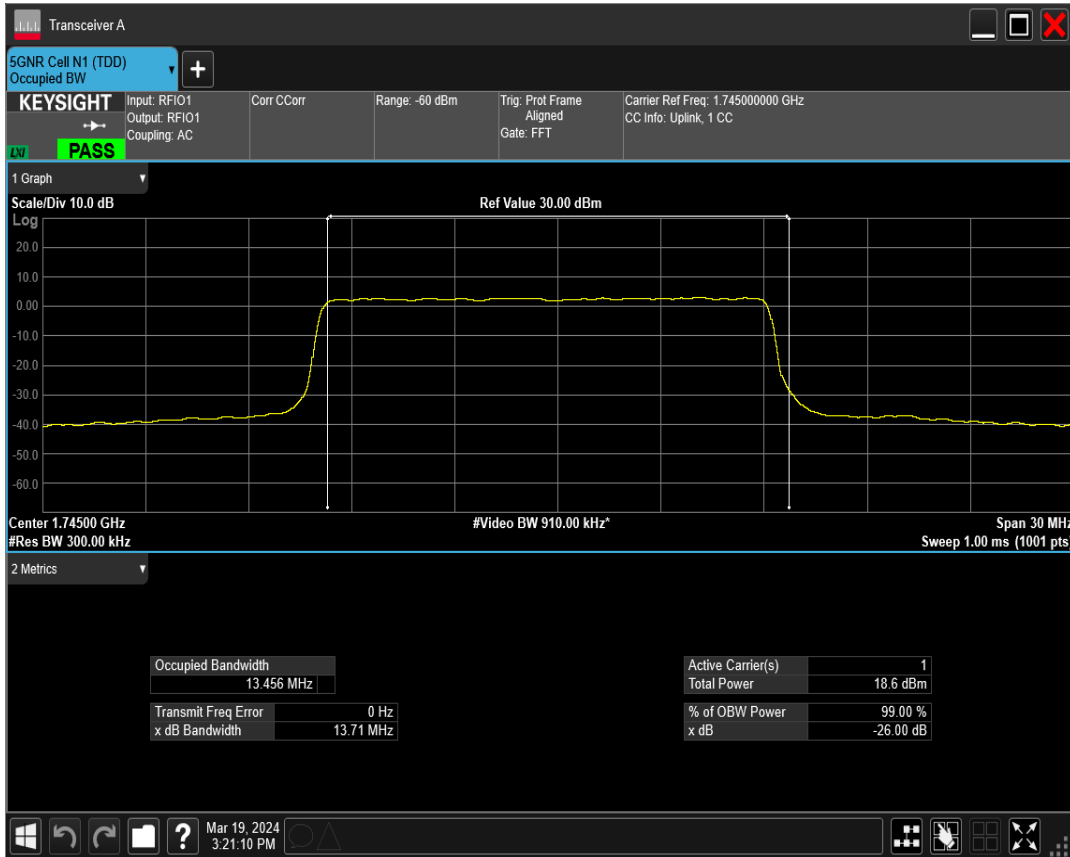 Transceiver A
5GNR Cell N1 (TDD)
Occupied BW
+
KEYSIGHT
LXI
PASS
Input: RFIO1
Output: RFIO1
Coupling: AC
Corr CCorr
Range: -60 dBm
Trig: Prot Frame
Aligned
Gate: FFT
Carrier Ref Freq: 1.745000000 GHz
CC Info: Uplink, 1 CC
1 Graph
Scale/Div 10.0 dB
Ref Value 30.00 dBm
Log
20.0
10.0
0.00
-10.0
-20.0
-30.0
-40.0
-50.0
-60.0
Center 1.74500 GHz
#Video BW 910.00 kHz*
Span 30 MHz
#Res BW 300.00 kHz
Sweep 1.00 ms (1001 pts)
2 Metrics
Occupied Bandwidth
13.456 MHz
Transmit Freq Error 0 Hz
x dB Bandwidth 13.71 MHz
Active Carrier(s) 1
Total Power 18.6 dBm
% of OBW Power 99.00 %
x dB -26.00 dB
?
Mar 19, 2024
3:21:10 PM